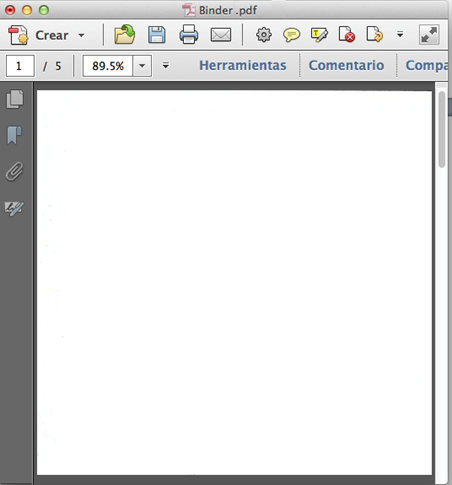 Binder.pdf
Crear
1 / 5 89.5% Herramientas Comentario Compa